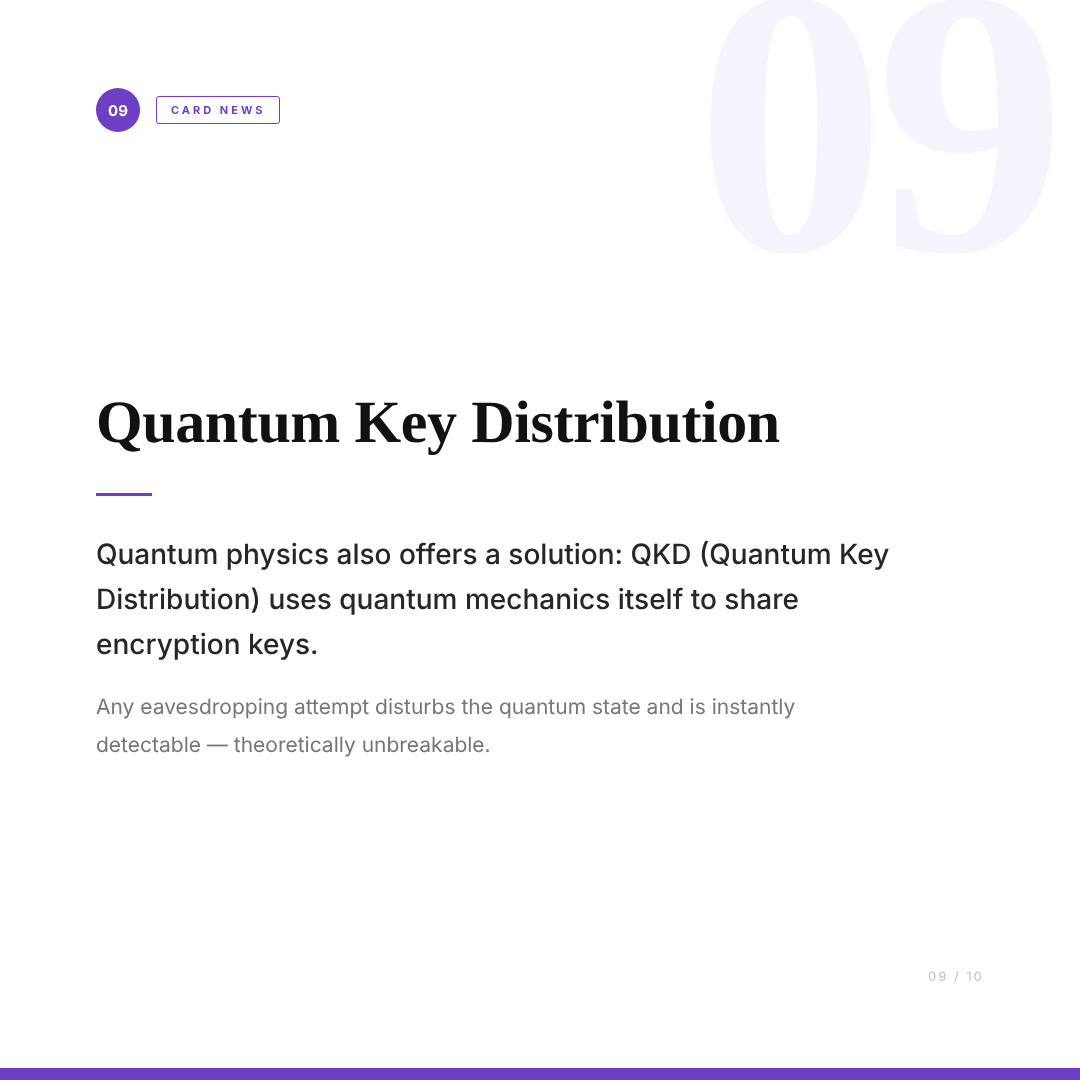 09
09
CARD NEWS
Quantum Key Distribution
Quantum physics also offers a solution: QKD (Quantum Key
Distribution) uses quantum mechanics itself to share
encryption keys.
Any eavesdropping attempt disturbs the quantum state and is instantly
detectable — theoretically unbreakable.
09 / 10